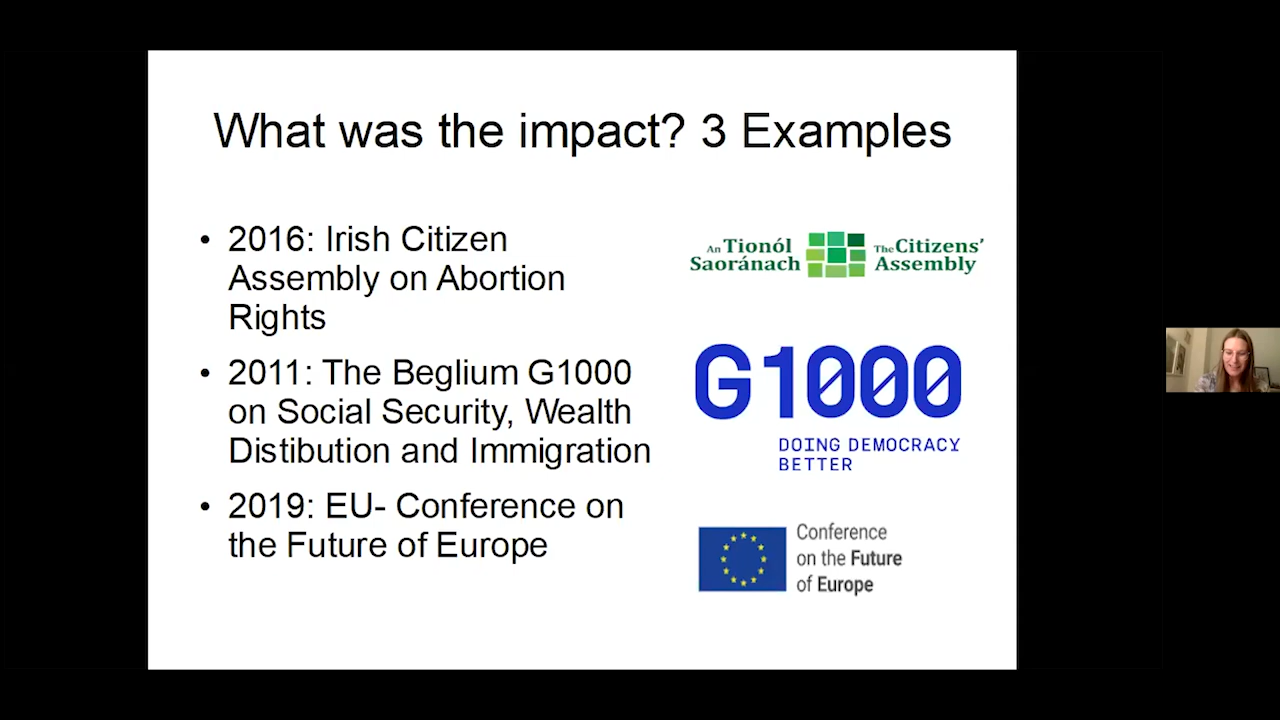 What was the impact? 3 Examples
• 2016: Irish Citizen
Assembly on Abortion
Rights
• 2011: The Beglium G1000
on Social Security, Wealth
Distibution and Immigration
• 2019: EU- Conference on
the Future of Europe
An Tionól
Saoránach
The Citizens’
Assembly
G1000
DOING DEMOCRACY
BETTER
Conference
on the Future
of Europe